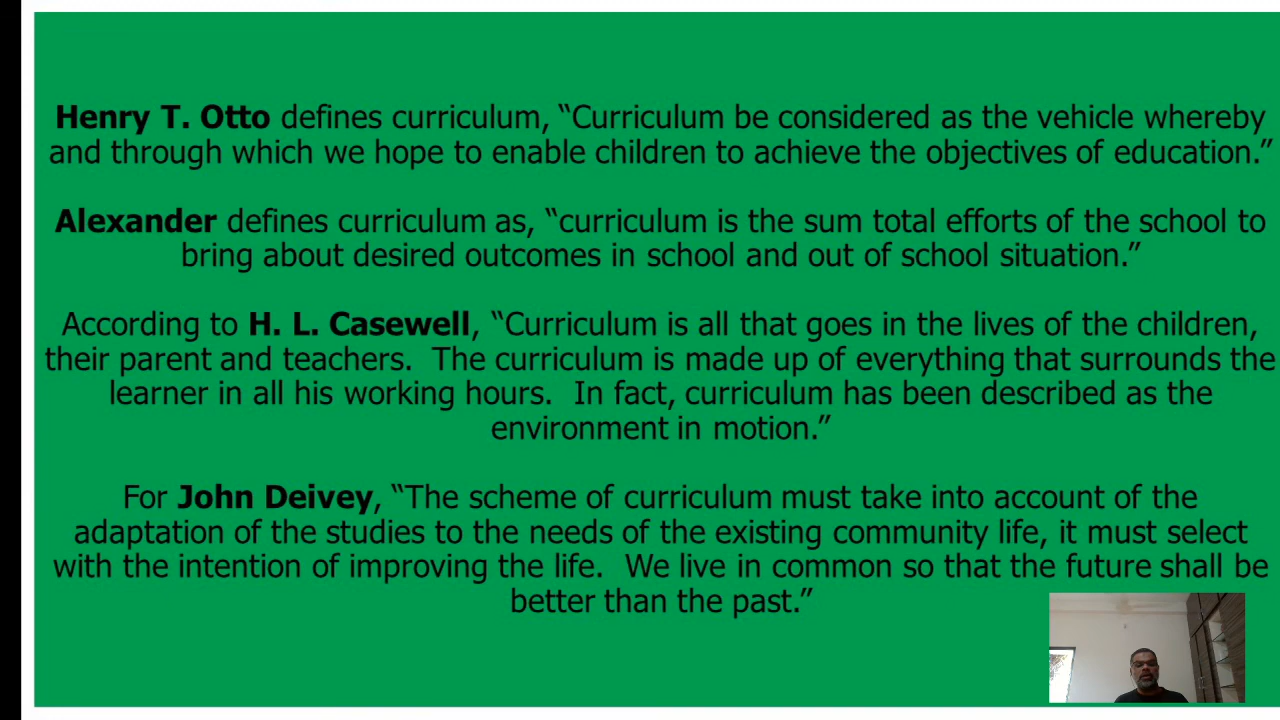 Henry T. Otto defines curriculum, “Curriculum be considered as the vehicle whereby
and through which we hope to enable children to achieve the objectives of education.”
Alexander defines curriculum as, “curriculum is the sum total efforts of the school to
bring about desired outcomes in school and out of school situation.”
According to H. L. Casewell, “Curriculum is all that goes in the lives of the children,
their parent and teachers.  The curriculum is made up of everything that surrounds the
learner in all his working hours.  In fact, curriculum has been described as the
environment in motion.”
For John Deivey, “The scheme of curriculum must take into account of the
adaptation of the studies to the needs of the existing community life, it must select
with the intention of improving the life.  We live in common so that the future shall be
better than the past.”